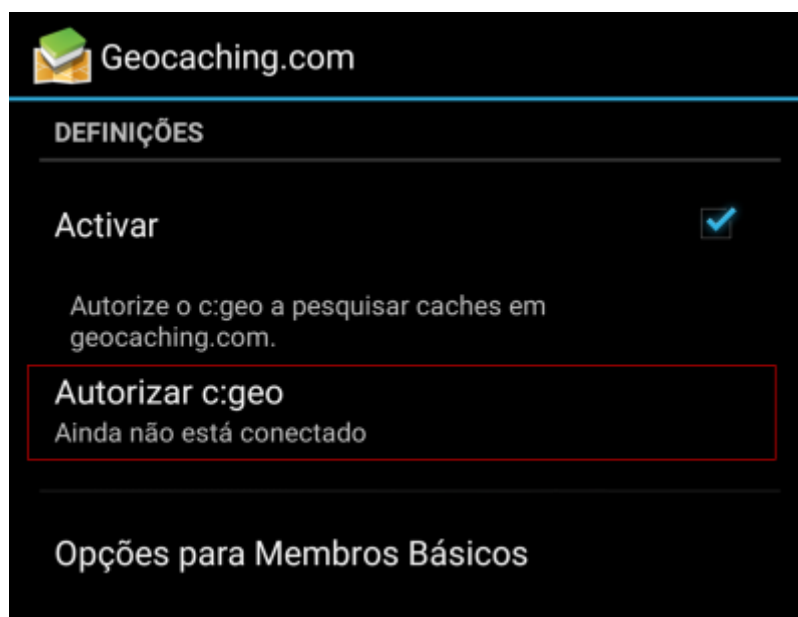 Geocaching.com
DEFINIÇÕES
Activar
Autorize o c:geo a pesquisar caches em
geocaching.com.
Autorizar c:geo
Ainda não está conectado
Opções para Membros Básicos